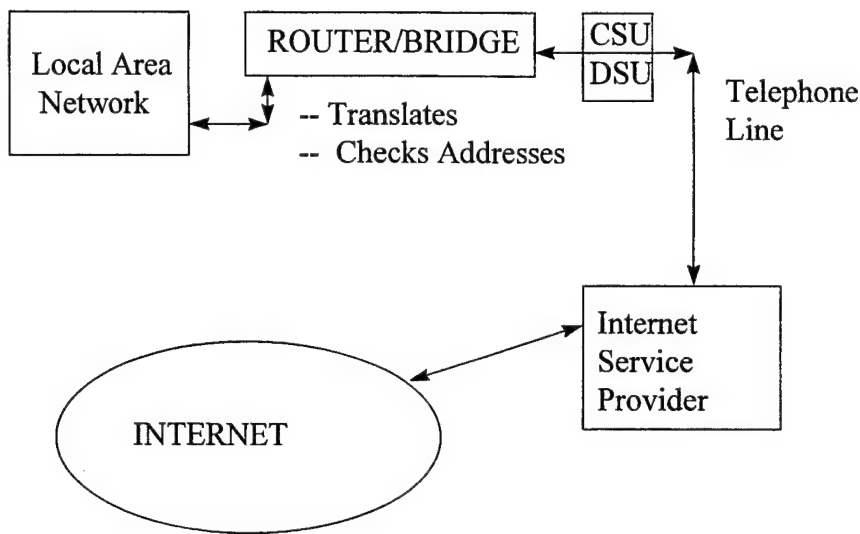 Local Area
Network
ROUTER/BRIDGE
-- Translates
-- Checks Addresses
CSU
DSU
Telephone
Line
Internet
Service
Provider
INTERNET